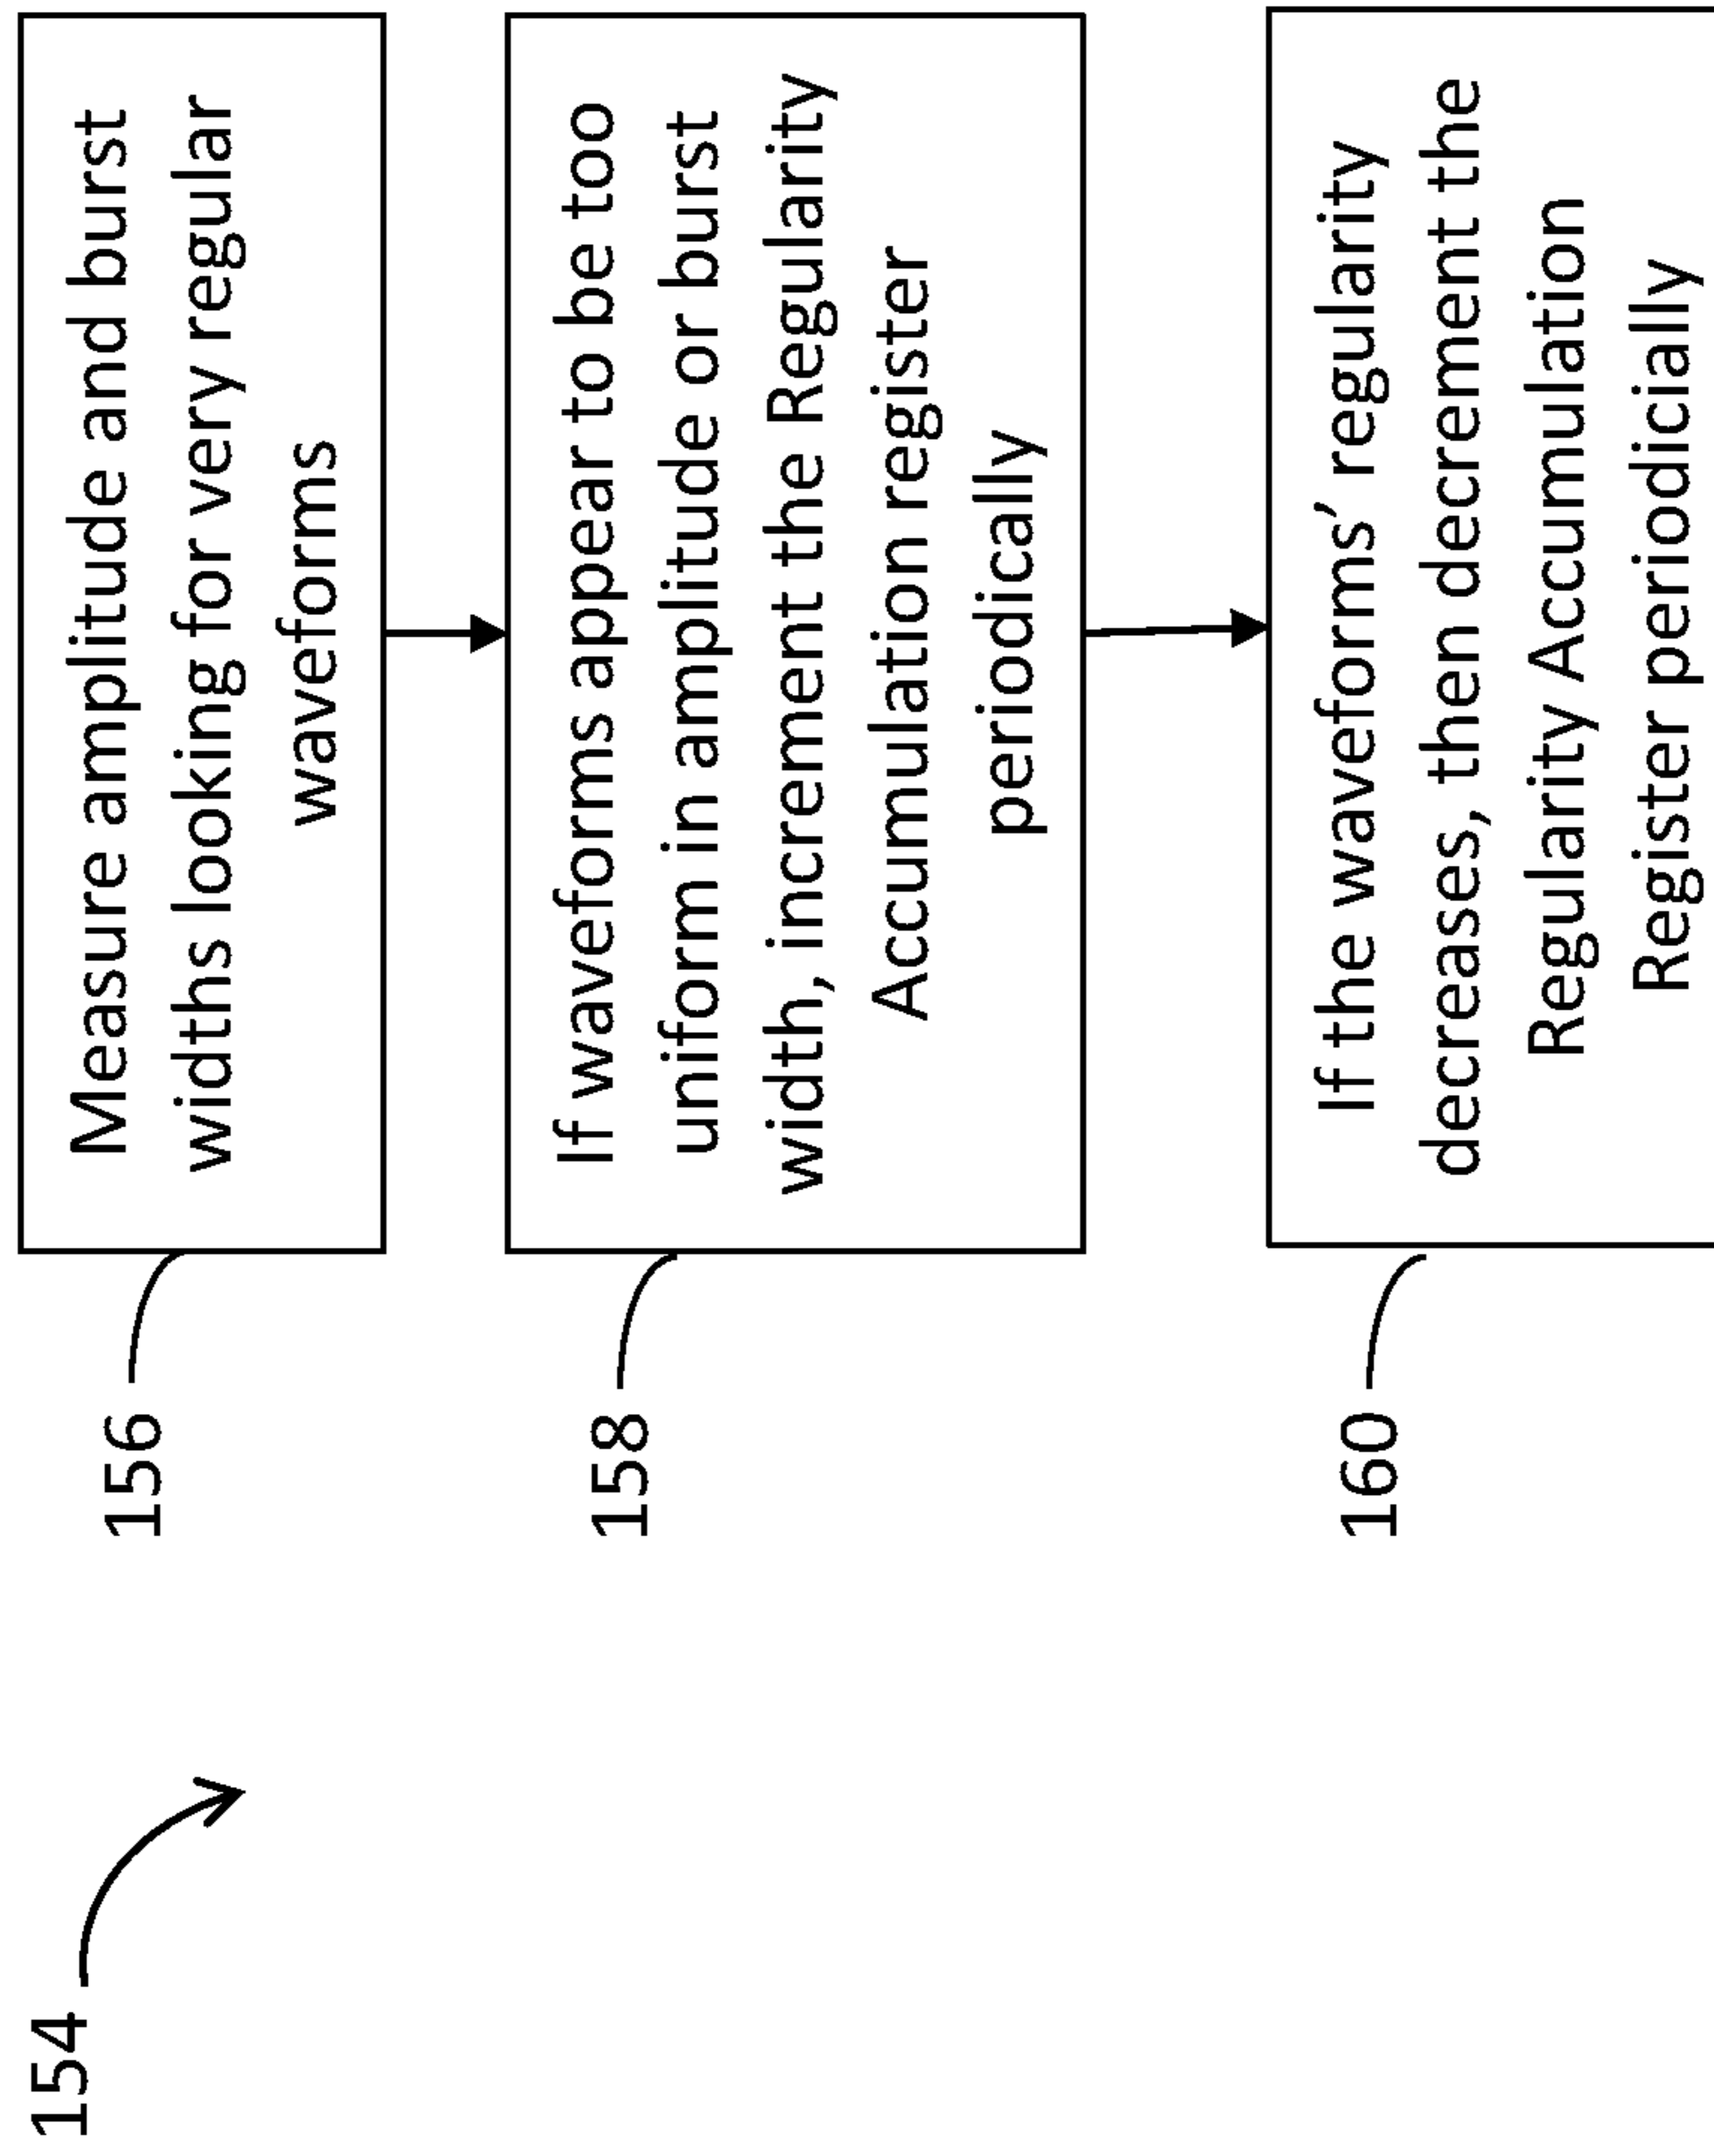 154
156
Measure amplitude and burst
widths looking for very regular
waveforms
158
If waveforms appear to be too
uniform in amplitude or burst
width, increment the Regularity
Accumulation register
periodically
160
If the waveforms’ regularity
decreases, then decrement the
Regularity Accumulation
Register periodicially